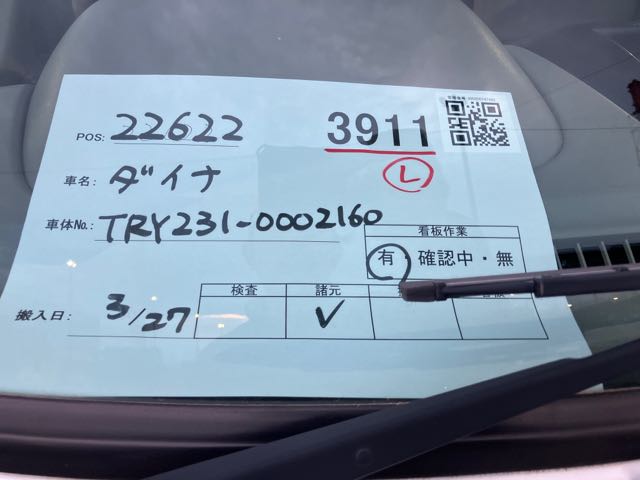 POS: 22622 3911
車名: ダイナ L
車体No.: TRY231-0002160
看板作業
有・確認中・無
検査 諸元
搬入日: 3/27 ✓